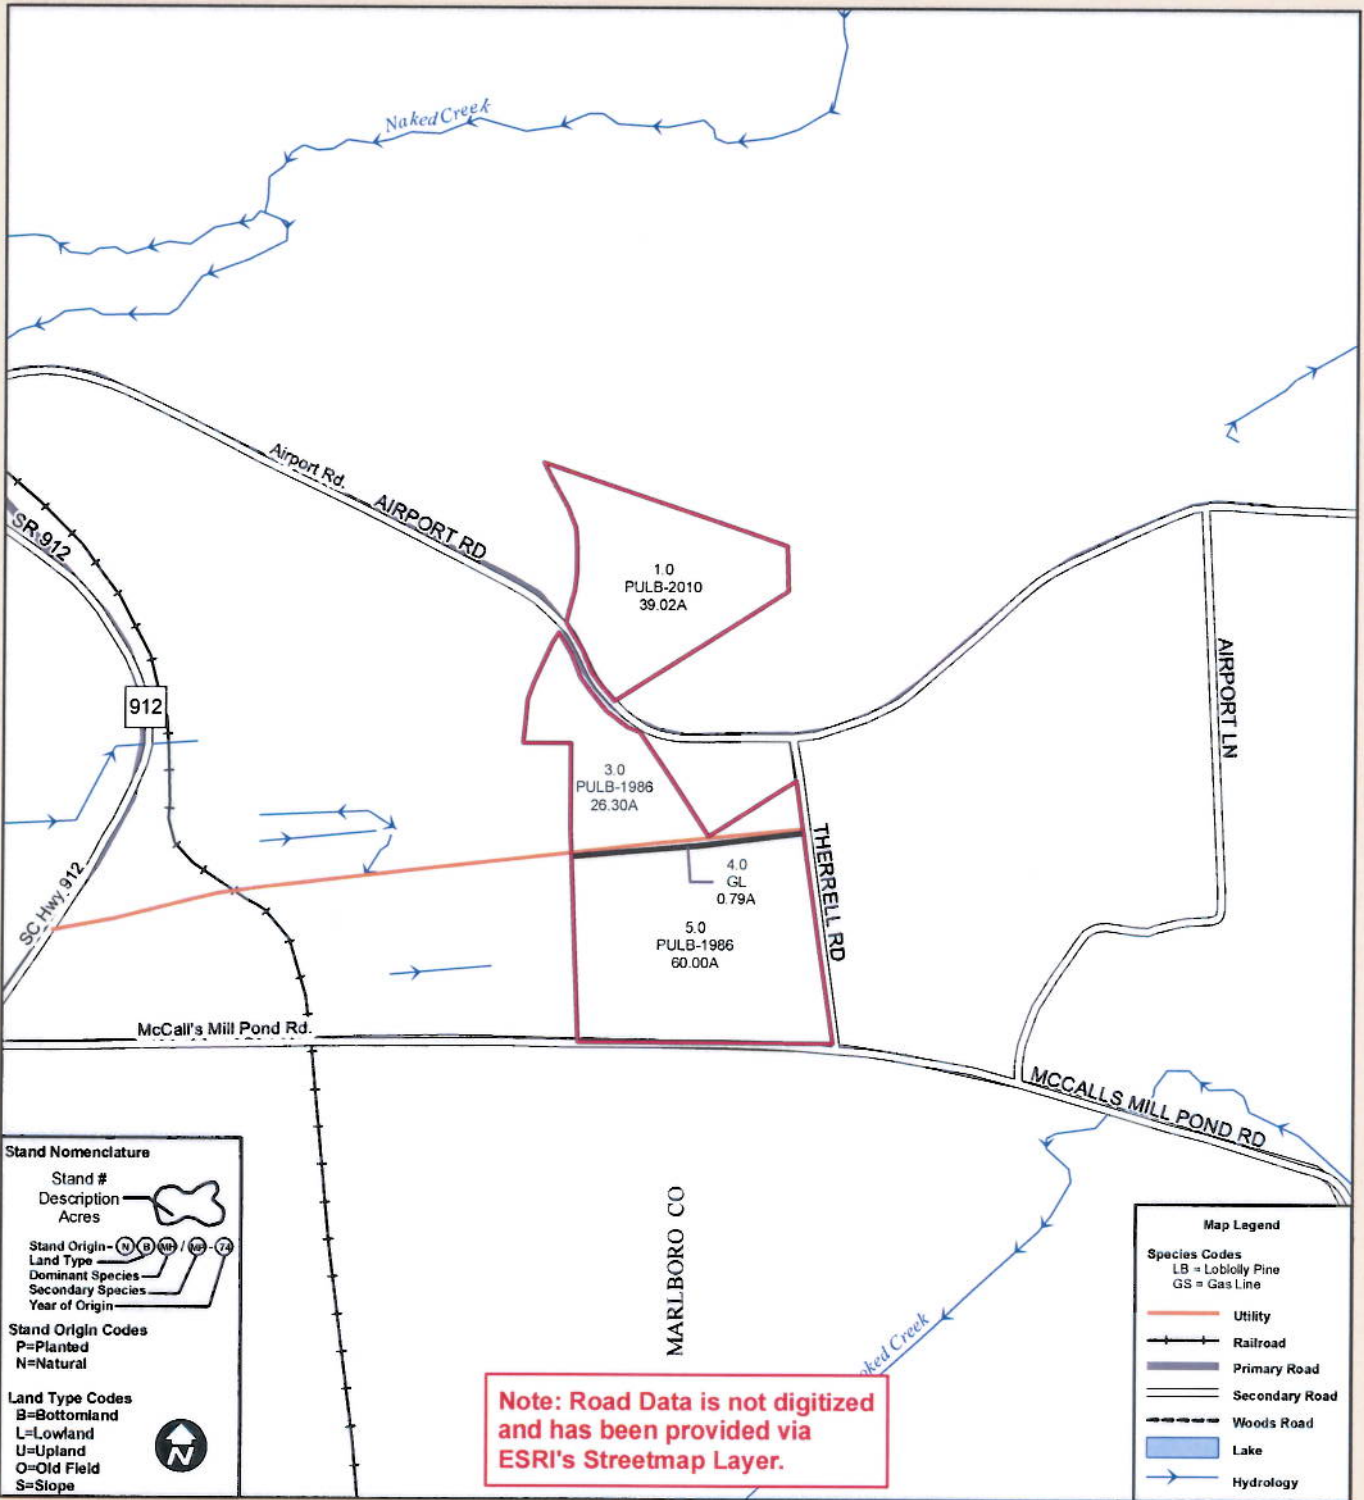 Naked Creek
Airport Rd.
AIRPORT RD
SR 912
1.0
PULB-2010
39.02A
AIRPORT LN
912
3.0
PULB-1986
26.30A
THERRELL RD
4.0
GL
0.79A
SC Hwy. 912
5.0
PULB-1986
60.00A
McCall's Mill Pond Rd.
MCCALLS MILL POND RD
MARLBORO CO
oked Creek
Stand Nomenclature
Stand #
Description
Acres
Stand Origin- N B MH / MP - 74
Land Type
Dominant Species
Secondary Species
Year of Origin
Stand Origin Codes
P=Planted
N=Natural
Land Type Codes
B=Bottomland
L=Lowland
U=Upland
O=Old Field
S=Slope
N
Note: Road Data is not digitized
and has been provided via
ESRI's Streetmap Layer.
Map Legend
Species Codes
LB = Loblolly Pine
GS = Gas Line
Utility
Railroad
Primary Road
Secondary Road
Woods Road
Lake
Hydrology